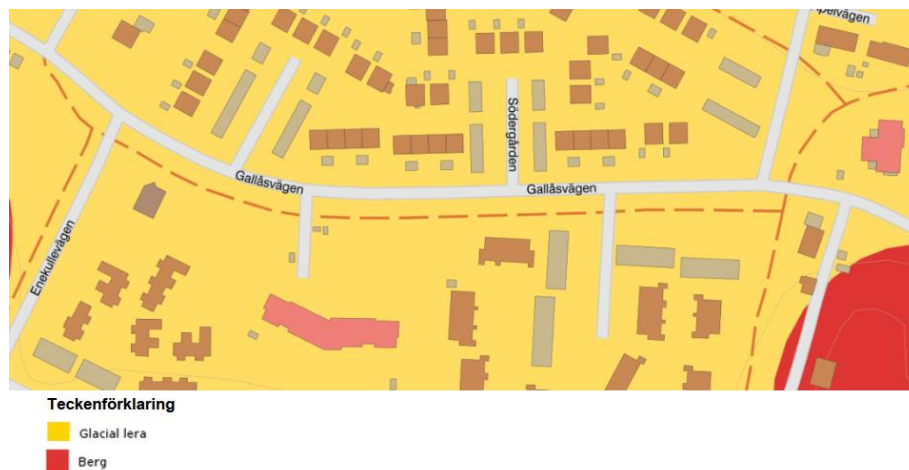 Södergården
Gallåsvägen
Gallåsvägen
Enekullevägen
Teckenförklaring
Glacial lera
Berg